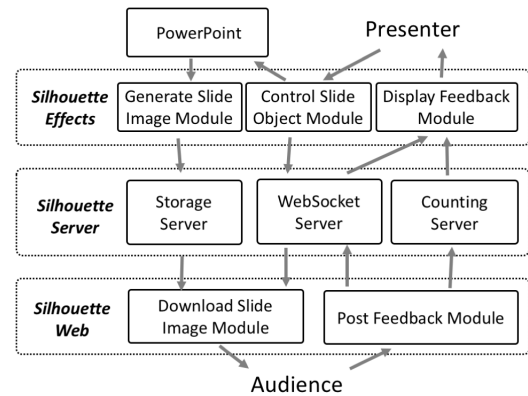 PowerPoint
Presenter
Silhouette
Effects
Generate Slide
Image Module
Control Slide
Object Module
Display Feedback
Module
Silhouette
Server
Storage
Server
WebSocket
Server
Counting
Server
Silhouette
Web
Download Slide
Image Module
Post Feedback Module
Audience